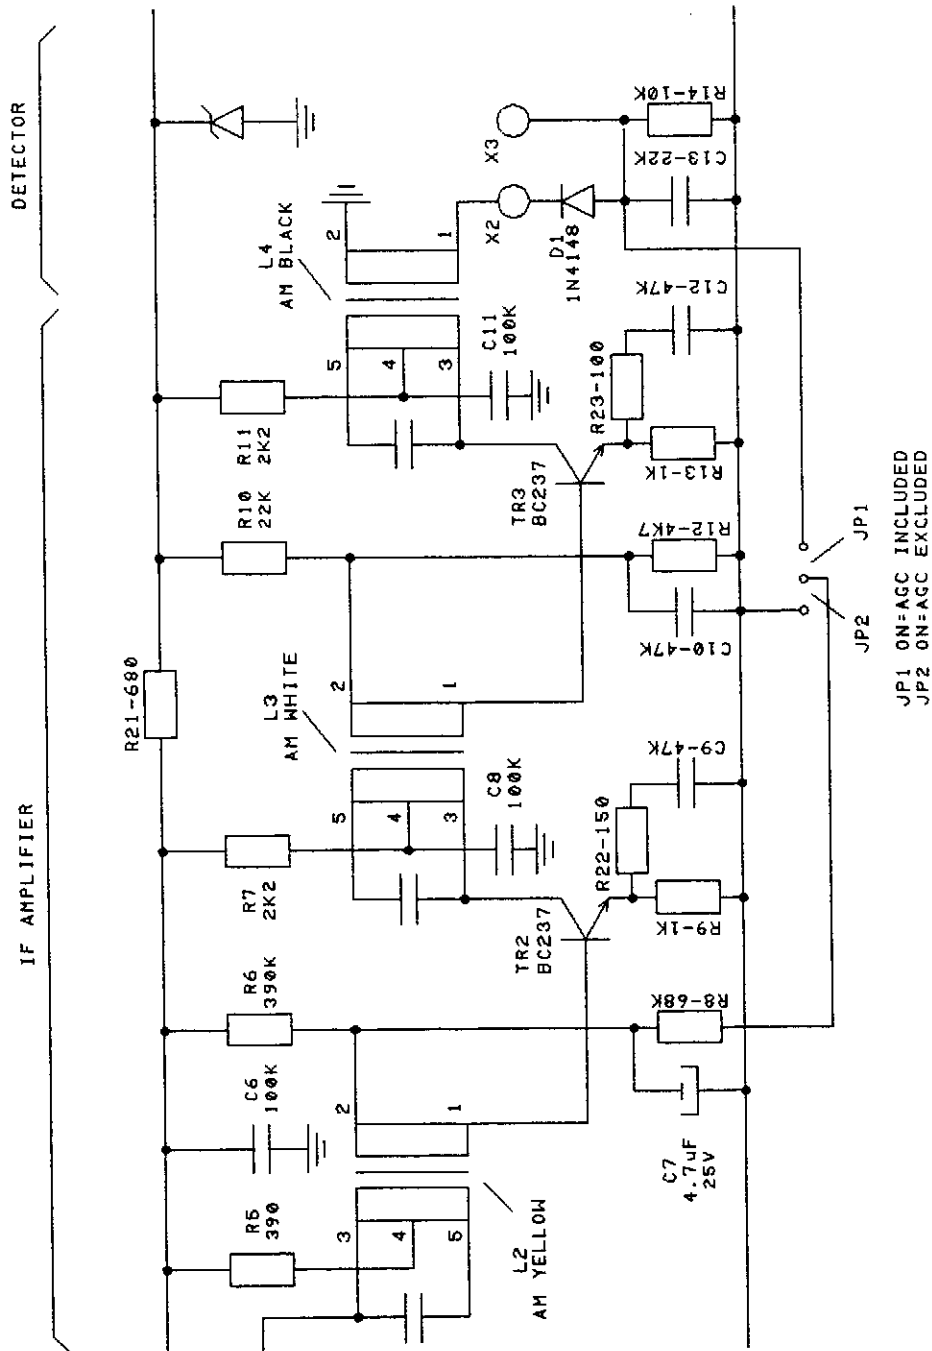 IF AMPLIFIER
DETECTOR
R5
390
C6
100K
R6
390K
R7
2K2
R21-680
R10
22K
R11
2K2
3
4
5
2
1
L2
AM YELLOW
5
4
3
2
1
L3
AM WHITE
C8
100K
5
4
3
2
1
L4
AM BLACK
C11
100K
TR2
BC237
TR3
BC237
X2
X3
D1
1N4148
C7
4.7uF
25V
R8-68K
R9-1K
R22-150
C9-47K
C10-47K
R12-4K7
R13-1K
R23-100
C12-47K
C13-22K
R14-10K
JP2
JP1
JP1 ON=AGC INCLUDED
JP2 ON=AGC EXCLUDED